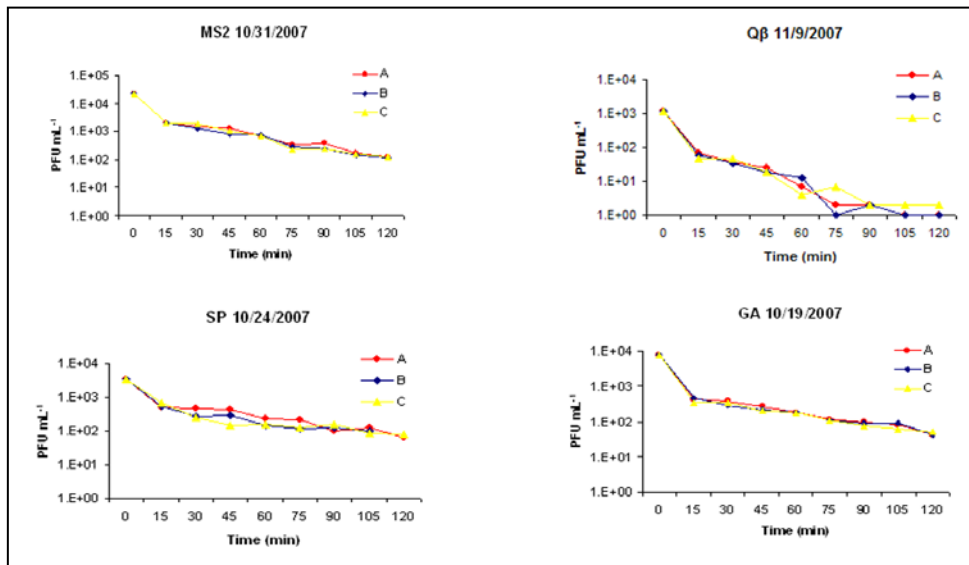 MS2 10/31/2007
1.E+05
1.E+04
1.E+03
1.E+02
1.E+01
1.E+00
PFU mL-1
0 15 30 45 60 75 90 105 120
Time (min)
A
B
C
Qβ 11/9/2007
1.E+04
1.E+03
1.E+02
1.E+01
1.E+00
PFU mL-1
0 15 30 45 60 75 90 105 120
Time (min)
A
B
C
SP 10/24/2007
1.E+04
1.E+03
1.E+02
1.E+01
1.E+00
PFU mL-1
0 15 30 45 60 75 90 105 120
Time (min)
A
B
C
GA 10/19/2007
1.E+04
1.E+03
1.E+02
1.E+01
1.E+00
PFU mL-1
0 15 30 45 60 75 90 105 120
Time (min)
A
B
C